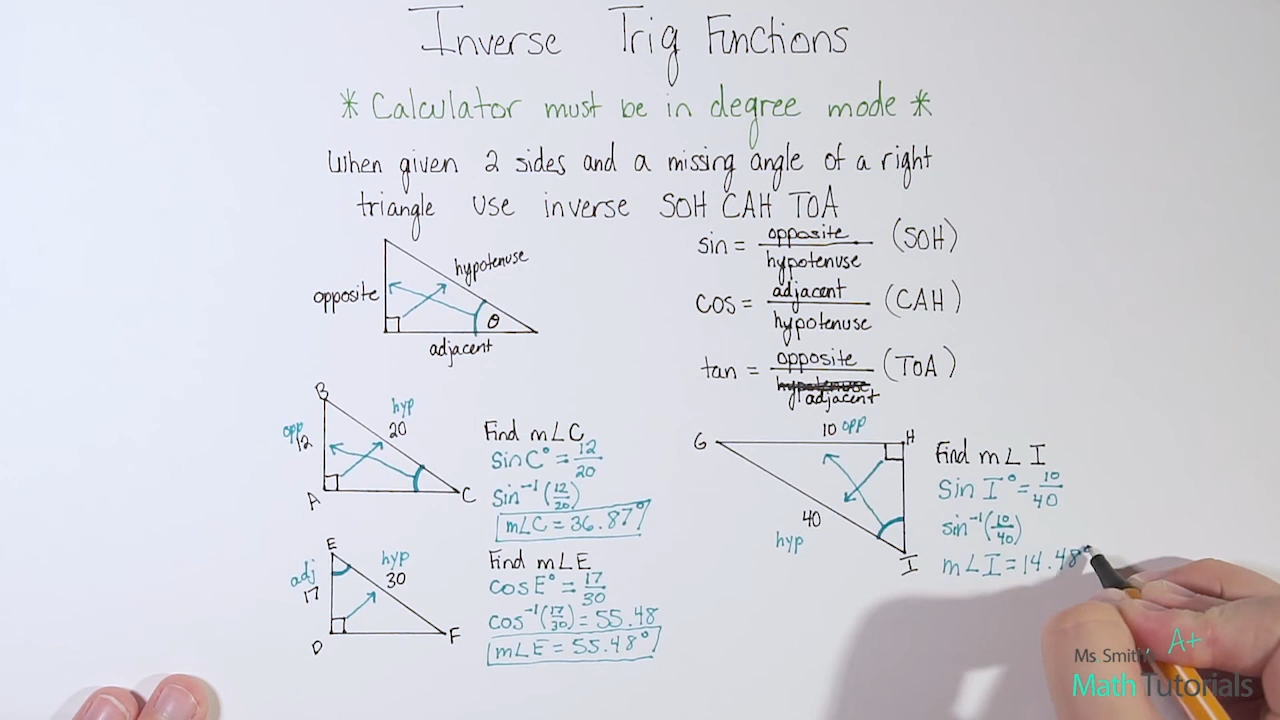 Inverse Trig Functions
* Calculator must be in degree mode *
When given 2 sides and a missing angle of a right
triangle use inverse SOH CAH TOA
opposite
hypotenuse
θ
adjacent
sin = opposite/hypotenuse (SOH)
cos = adjacent/hypotenuse (CAH)
tan = opposite/adjacent (TOA)
B
opp
12
hyp
20
A
C
Find m∠C
Sin C° = 12/20
Sin⁻¹(12/20)
m∠C = 36.87°
E
adj
17
hyp
30
D
F
Find m∠E
cos E° = 17/30
cos⁻¹(17/30) = 55.48
m∠E = 55.48°
G
10 opp
H
40
hyp
I
Find m∠I
Sin I° = 10/40
sin⁻¹(10/40)
m∠I = 14.48°
Ms Smith's
A+
Math Tutorials